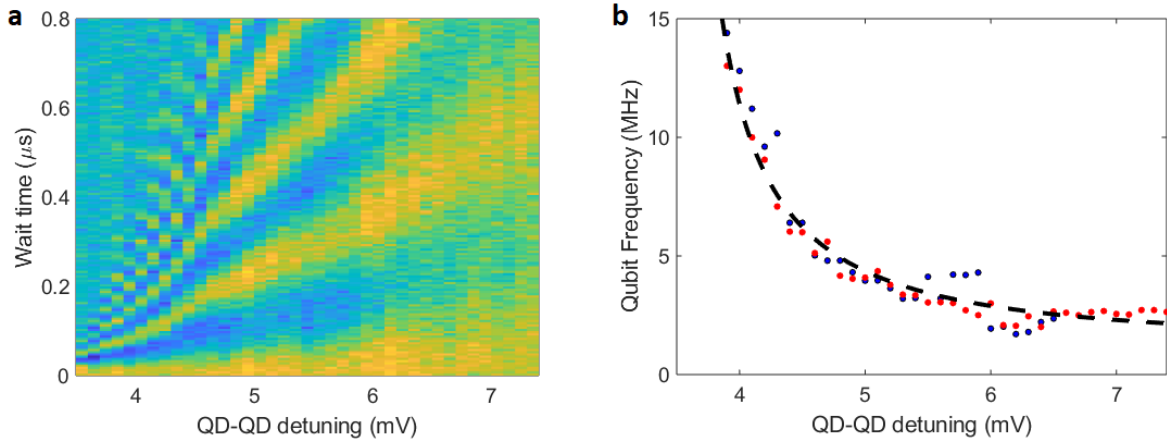 a
0.8
0.6
0.4
0.2
0
Wait time (μs)
4
5
6
7
QD-QD detuning (mV)
b
15
10
5
0
Qubit Frequency (MHz)
4
5
6
7
QD-QD detuning (mV)